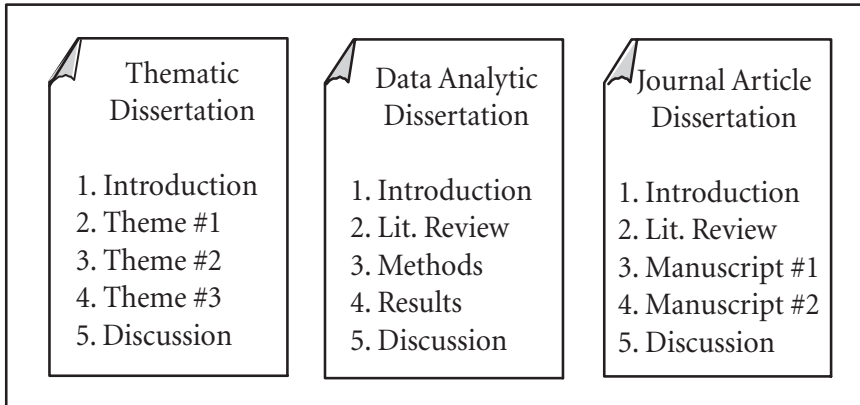 Thematic
Dissertation
1. Introduction
2. Theme #1
3. Theme #2
4. Theme #3
5. Discussion
Data Analytic
Dissertation
1. Introduction
2. Lit. Review
3. Methods
4. Results
5. Discussion
Journal Article
Dissertation
1. Introduction
2. Lit. Review
3. Manuscript #1
4. Manuscript #2
5. Discussion